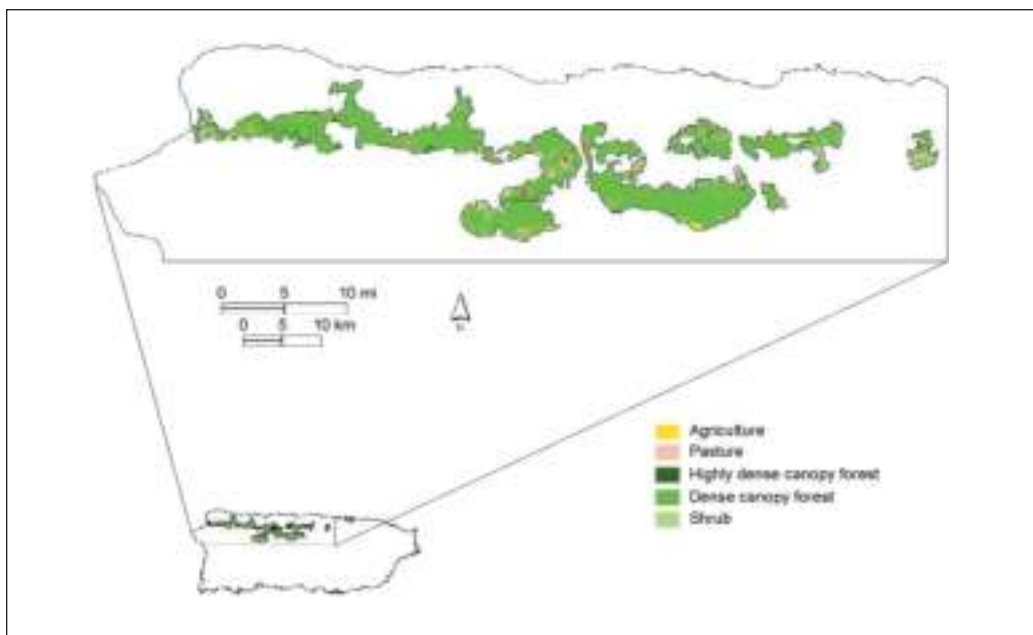 0 5 10 mi
0 5 10 km
N
Agriculture
Pasture
Highly dense canopy forest
Dense canopy forest
Shrub